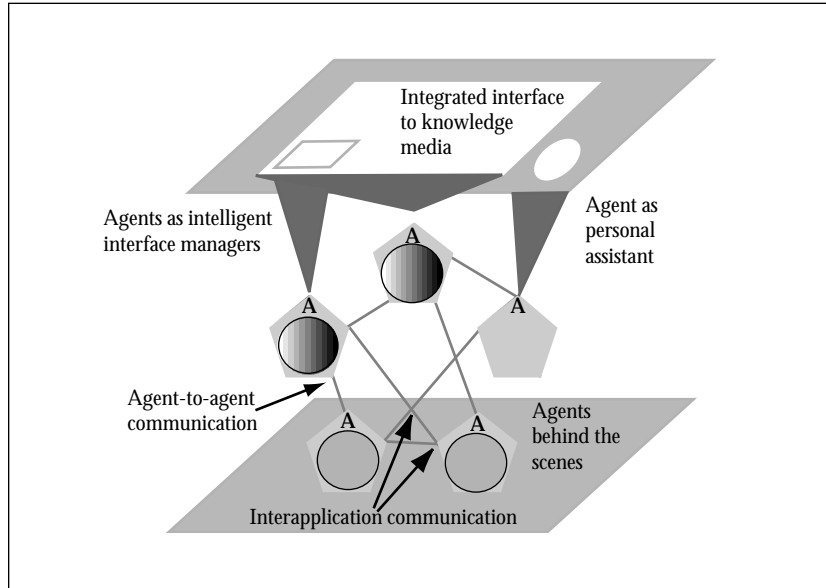 Integrated interface
to knowledge
media
Agents as intelligent
interface managers
Agent as
personal
assistant
A
A
A
Agent-to-agent
communication
A
A
Agents
behind the
scenes
Interapplication communication